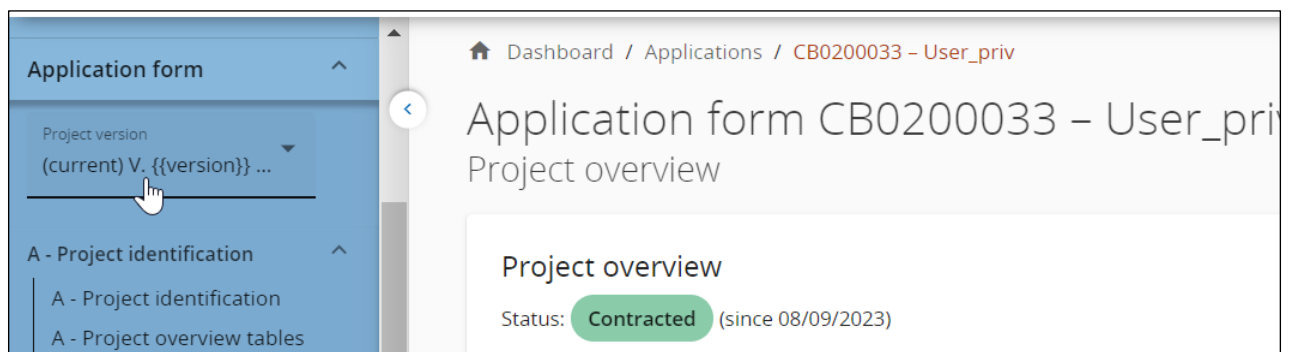 Application form
Project version
(current) V. {{version}} ...
A - Project identification
A - Project identification
A - Project overview tables
Dashboard / Applications / CB0200033 – User_priv
Application form CB0200033 – User_pri
Project overview
Project overview
Status: Contracted (since 08/09/2023)